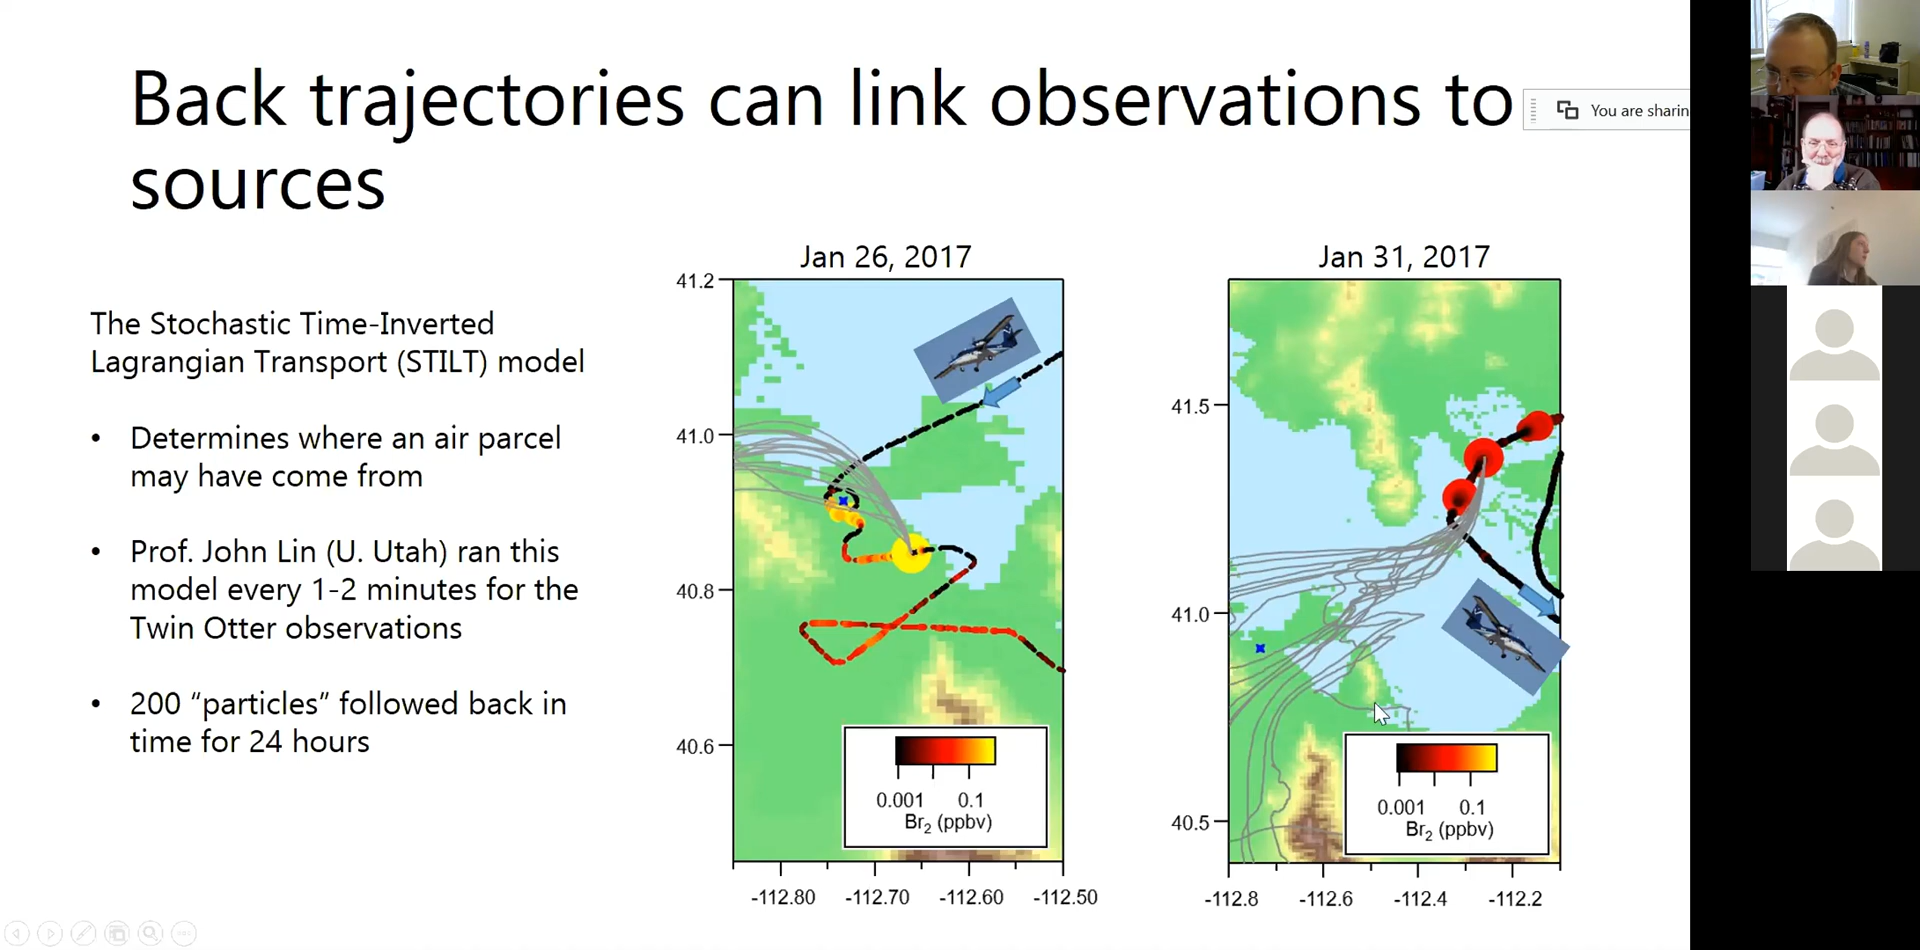 Back trajectories can link observations to
sources
You are sharin
The Stochastic Time-Inverted
Lagrangian Transport (STILT) model
• Determines where an air parcel
may have come from
• Prof. John Lin (U. Utah) ran this
model every 1-2 minutes for the
Twin Otter observations
• 200 “particles” followed back in
time for 24 hours
Jan 26, 2017
41.2
41.0
40.8
40.6
0.001 0.1
Br2 (ppbv)
-112.80 -112.70 -112.60 -112.50
Jan 31, 2017
41.5
41.0
40.5
0.001 0.1
Br2 (ppbv)
-112.8 -112.6 -112.4 -112.2